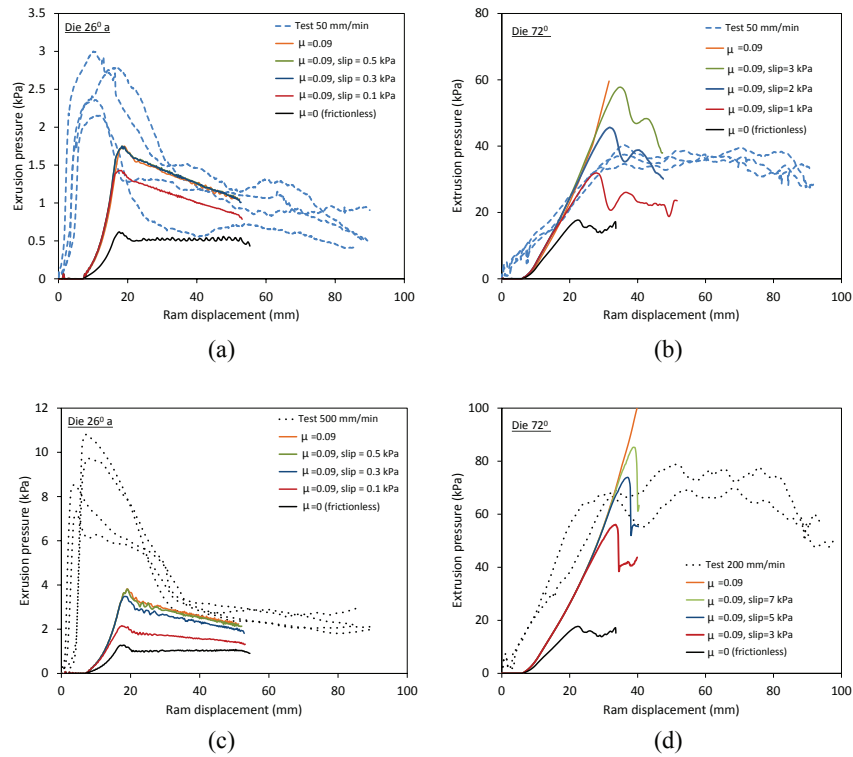 Die 26⁰ a
Test 50 mm/min
μ=0.09
μ=0.09, slip = 0.5 kPa
μ=0.09, slip = 0.3 kPa
μ=0.09, slip = 0.1 kPa
μ=0 (frictionless)
Exrusion pressure (kPa)
3.5
3
2.5
2
1.5
1
0.5
0
0 20 40 60 80 100
Ram displacement (mm)
(a)
Die 72⁰
Test 50 mm/min
μ =0.09
μ=0.09, slip=3 kPa
μ=0.09, slip=2 kPa
μ=0.09, slip=1 kPa
μ=0 (frictionless)
Extrusion pressure (kPa)
80
60
40
20
0
0 20 40 60 80 100
Ram displacement (mm)
(b)
Die 26⁰ a
Test 500 mm/min
μ=0.09
μ=0.09, slip = 0.5 kPa
μ=0.09, slip = 0.3 kPa
μ=0.09, slip = 0.1 kPa
μ=0 (frictionless)
Extrusion pressure (kPa)
12
10
8
6
4
2
0
0 20 40 60 80 100
Ram displacement (mm)
(c)
Die 72⁰
Test 200 mm/min
μ=0.09
μ=0.09, slip=7 kPa
μ=0.09, slip=5 kPa
μ=0.09, slip=3 kPa
μ=0 (frictionless)
Extrusion pressure (kPa)
100
80
60
40
20
0
0 20 40 60 80 100
Ram displacement (mm)
(d)